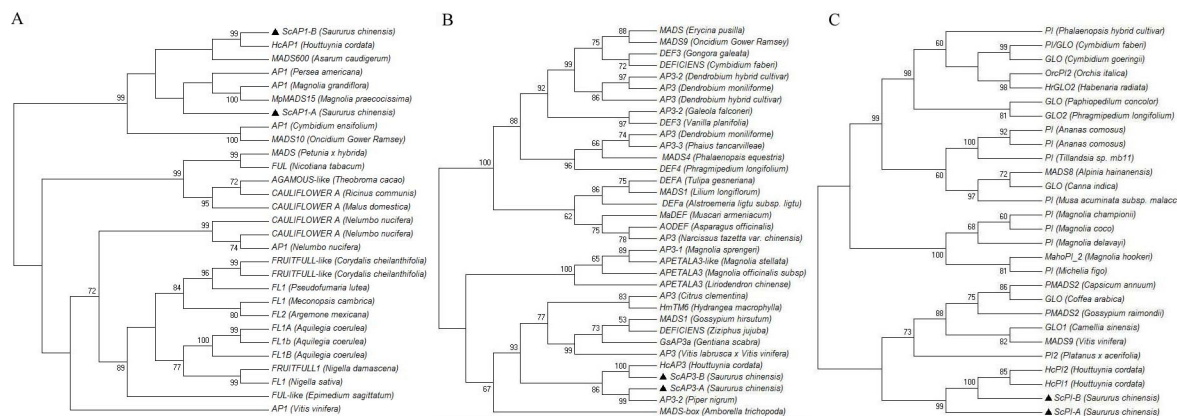 A
99
▲ ScAP1-B (Saururus chinensis)
HcAP1 (Houttuynia cordata)
MADS600 (Asarum caudigerum)
AP1 (Persea americana)
AP1 (Magnolia grandiflora)
100
MpMADS15 (Magnolia praecocissima)
99
▲ ScAP1-A (Saururus chinensis)
AP1 (Cymbidium ensifolium)
100
MADS10 (Oncidium Gower Ramsey)
99
MADS (Petunia x hybrida)
FUL (Nicotiana tabacum)
99
AGAMOUS-like (Theobroma cacao)
72
CAULIFLOWER A (Ricinus communis)
95
CAULIFLOWER A (Malus domestica)
CAULIFLOWER A (Nelumbo nucifera)
99
CAULIFLOWER A (Nelumbo nucifera)
74
AP1 (Nelumbo nucifera)
99
FRUITFULL-like (Corydalis cheilanthifolia)
96
FRUITFULL-like (Corydalis cheilanthifolia)
84
FL1 (Pseudofumaria lutea)
72
FL1 (Meconopsis cambrica)
80
FL2 (Argemone mexicana)
99
FL1A (Aquilegia coerulea)
100
FL1b (Aquilegia coerulea)
FL1B (Aquilegia coerulea)
77
FRUITFULL1 (Nigella damascena)
89
99
FL1 (Nigella sativa)
FUL-like (Epimedium sagittatum)
AP1 (Vitis vinifera)
B
88
MADS (Erycina pusilla)
75
MADS9 (Oncidium Gower Ramsey)
DEF3 (Gongora galeata)
99
72
DEFICIENS (Cymbidium faberi)
97
AP3-2 (Dendrobium hybrid cultivar)
92
AP3 (Dendrobium moniliforme)
86
AP3 (Dendrobium hybrid cultivar)
AP3-2 (Galeola falconeri)
88
97
DEF3 (Vanilla planifolia)
74
AP3 (Dendrobium moniliforme)
66
AP3-3 (Phaius tancarvilleae)
MADS4 (Phalaenopsis equestris)
96
DEF4 (Phragmipedium longifolium)
100
75
DEFA (Tulipa gesneriana)
86
MADS1 (Lilium longiflorum)
DEFa (Alstroemeria ligtu subsp. ligtu)
62
MaDEF (Muscari armeniacum)
75
AODEF (Asparagus officinalis)
78
AP3 (Narcissus tazetta var. chinensis)
89
AP3-1 (Magnolia sprengeri)
65
APETALA3-like (Magnolia stellata)
100
APETALA3 (Magnolia officinalis subsp)
APETALA3 (Liriodendron chinense)
83
AP3 (Citrus clementina)
HmTM6 (Hydrangea macrophylla)
77
53
MADS1 (Gossypium hirsutum)
73
DEFICIENS (Ziziphus jujuba)
GsAP3a (Gentiana scabra)
93
99
AP3 (Vitis labrusca x Vitis vinifera)
HcAP3 (Houttuynia cordata)
100
▲ ScAP3-B (Saururus chinensis)
86
▲ ScAP3-A (Saururus chinensis)
67
99
AP3-2 (Piper nigrum)
MADS-box (Amborella trichopoda)
C
PI (Phalaenopsis hybrid cultivar)
60
PI/GLO (Cymbidium faberi)
GLO (Cymbidium goeringii)
98
OrcPI2 (Orchis italica)
98
HrGLO2 (Habenaria radiata)
GLO (Paphiopedilum concolor)
81
GLO2 (Phragmipedium longifolium)
99
92
PI (Ananas comosus)
100
PI (Ananas comosus)
PI (Tillandsia sp. mb11)
60
72
MADS8 (Alpinia hainanensis)
GLO (Canna indica)
97
PI (Musa acuminata subsp. malacc
60
PI (Magnolia championii)
68
PI (Magnolia coco)
PI (Magnolia delavayi)
100
MahoPI_2 (Magnolia hookeri)
81
PI (Michelia figo)
86
PMADS2 (Capsicum annuum)
75
GLO (Coffea arabica)
88
PMADS2 (Gossypium raimondii)
GLO1 (Camellia sinensis)
73
82
MADS9 (Vitis vinifera)
PI2 (Platanus x acerifolia)
85
HcPI2 (Houttuynia cordata)
100
HcPI1 (Houttuynia cordata)
▲ ScPI-B (Saururus chinensis)
99
▲ ScPI-A (Saururus chinensis)